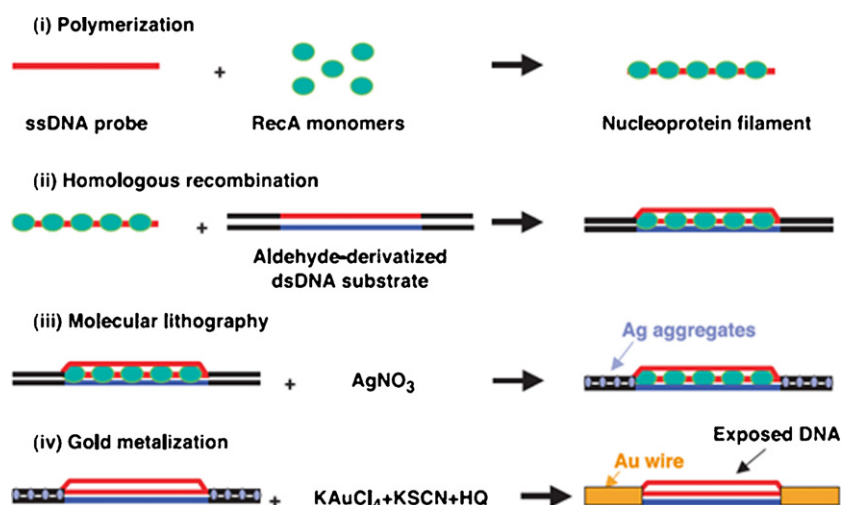 (i) Polymerization
+
ssDNA probe
RecA monomers
Nucleoprotein filament
(ii) Homologous recombination
+
Aldehyde-derivatized
dsDNA substrate
(iii) Molecular lithography
Ag aggregates
+
AgNO₃
(iv) Gold metalization
Exposed DNA
Au wire
+
KAuCl₄+KSCN+HQ